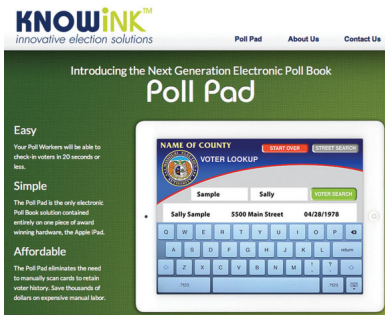 KNOWiNK™
innovative election solutions
Poll Pad About Us Contact Us
Introducing the Next Generation Electronic Poll Book
Poll Pad
Easy
Your Poll Workers will be able to
check-in voters in 20 seconds or
less.
Simple
The Poll Pad is the only electronic
Poll Book solution contained
entirely on one piece of award
winning hardware, the Apple iPad.
Affordable
The Poll Pad eliminates the need
to manually scan cards to retain
voter history. Save thousands of
dollars on expensive manual labor.
NAME OF COUNTY START OVER STREET SEARCH
VOTER LOOKUP
Sample Sally VOTER SEARCH
Sally Sample 5500 Main Street 04/28/1978
Q W E R T Y U I O P
A S D F G H J K L return
Z X C V B N M ! , ? .
.?123 .?123